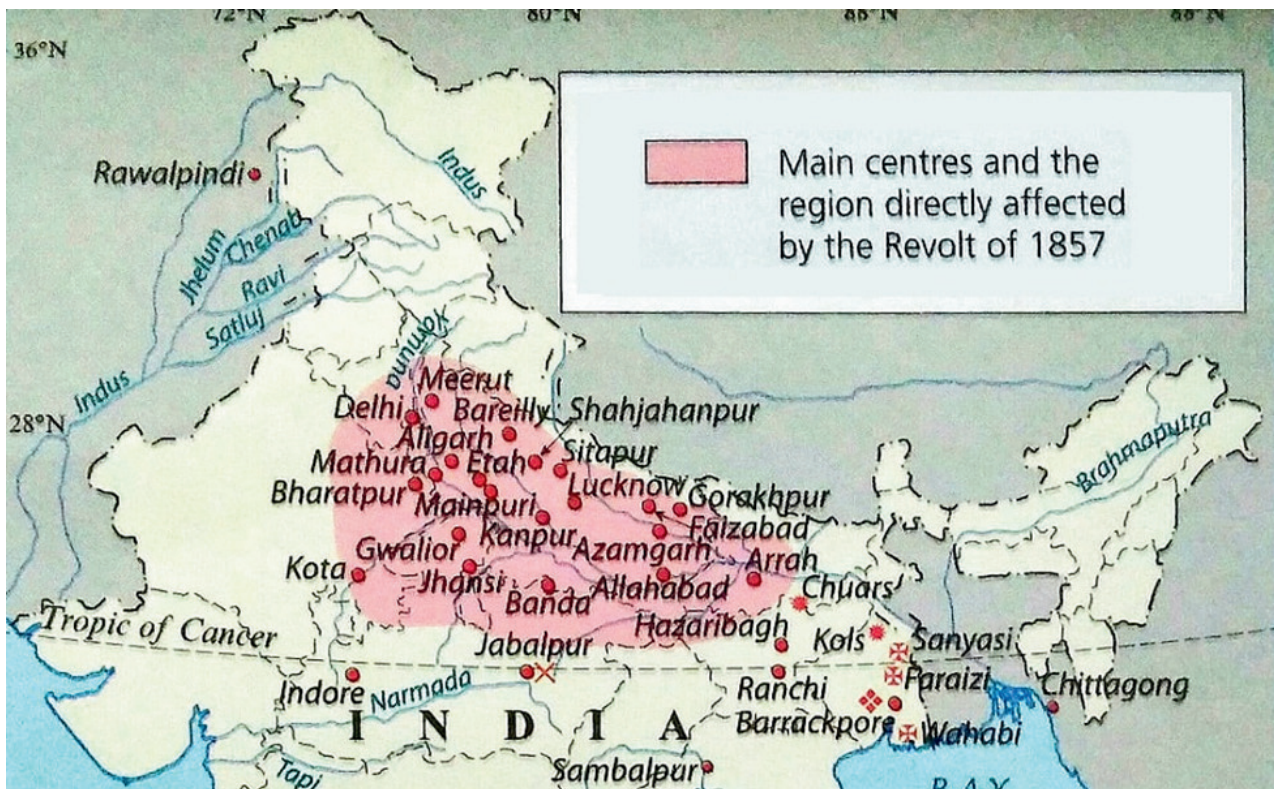 72°N 80°N 88°N 88°N
36°N
Main centres and the
region directly affected
by the Revolt of 1857
Rawalpindi
Indus
Jhelum
Chenab
Ravi
Satluj
Indus
Yamuna
28°N
Meerut
Delhi
Bareilly
Shahjahanpur
Aligarh
Mathura
Etah
Sitapur
Bharatpur
Mainpuri
Lucknow
Gorakhpur
Brahmaputra
Kanpur
Faizabad
Gwalior
Azamgarh
Arrah
Kota
Jhansi
Banda
Allahabad
Chuars
Tropic of Cancer
Jabalpur
Hazaribagh
Kols
Sanyasi
Indore
Narmada
Ranchi
Faraizi
Chittagong
INDIA
Barrackpore
Wahabi
Tapi
Sambalpur
BAY